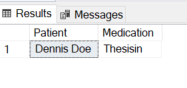 Results Messages
Patient Medication
1 Dennis Doe Thesisin